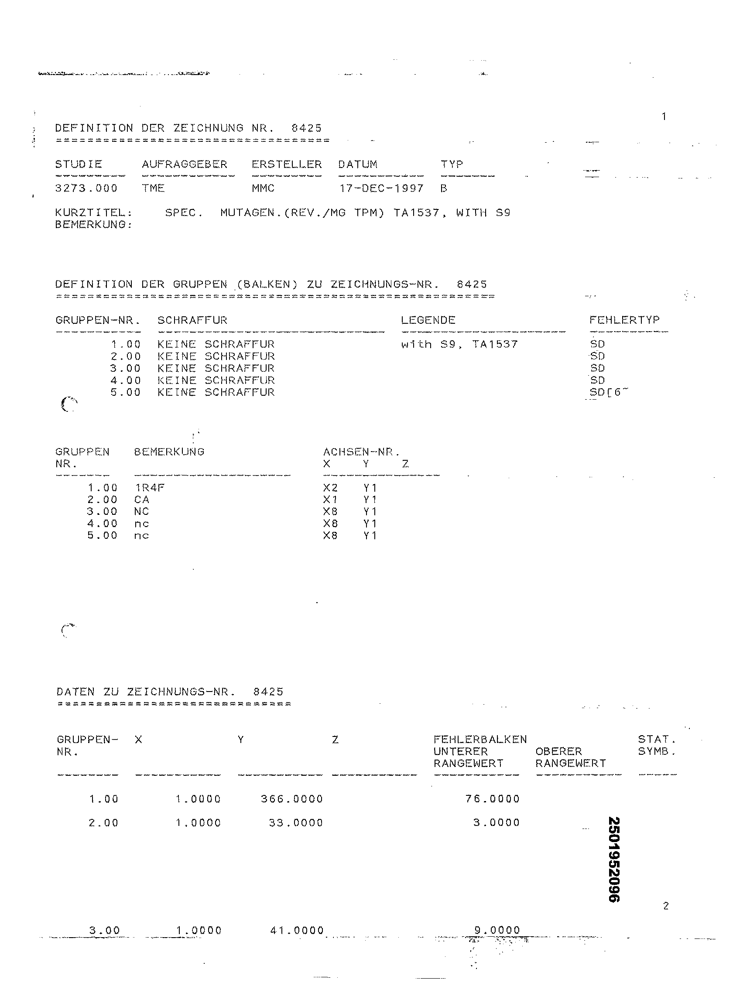 1
DEFINITION DER ZEICHNUNG NR. 8425
==================================
STUDIE AUFRAGGEBER ERSTELLER DATUM TYP
--------- ------------ --------- ----------- -------
3273.000 TME MMC 17-DEC-1997 B
KURZTITEL: SPEC. MUTAGEN.(REV./MG TPM) TA1537, WITH S9
BEMERKUNG:
DEFINITION DER GRUPPEN (BALKEN) ZU ZEICHNUNGS-NR. 8425
========================================================
GRUPPEN-NR. SCHRAFFUR LEGENDE FEHLERTYP
----------- ----------------------------- --------------------- ----------
1.00 KEINE SCHRAFFUR with S9, TA1537 SD
2.00 KEINE SCHRAFFUR SD
3.00 KEINE SCHRAFFUR SD
4.00 KEINE SCHRAFFUR SD
5.00 KEINE SCHRAFFUR SD[6~
GRUPPEN BEMERKUNG ACHSEN-NR.
NR. X Y Z
------- -------------------- ---------------
1.00 1R4F X2 Y1
2.00 CA X1 Y1
3.00 NC X8 Y1
4.00 nc X8 Y1
5.00 nc X8 Y1
DATEN ZU ZEICHNUNGS-NR. 8425
==============================
GRUPPEN- X Y Z FEHLERBALKEN STAT.
NR. UNTERER OBERER SYMB.
RANGEWERT RANGEWERT
-------- ----------- ----------- ----------- ----------- ----------- -----
1.00 1.0000 366.0000 76.0000
2.00 1.0000 33.0000 3.0000
2501952096
2
3.00 1.0000 41.0000 9.0000